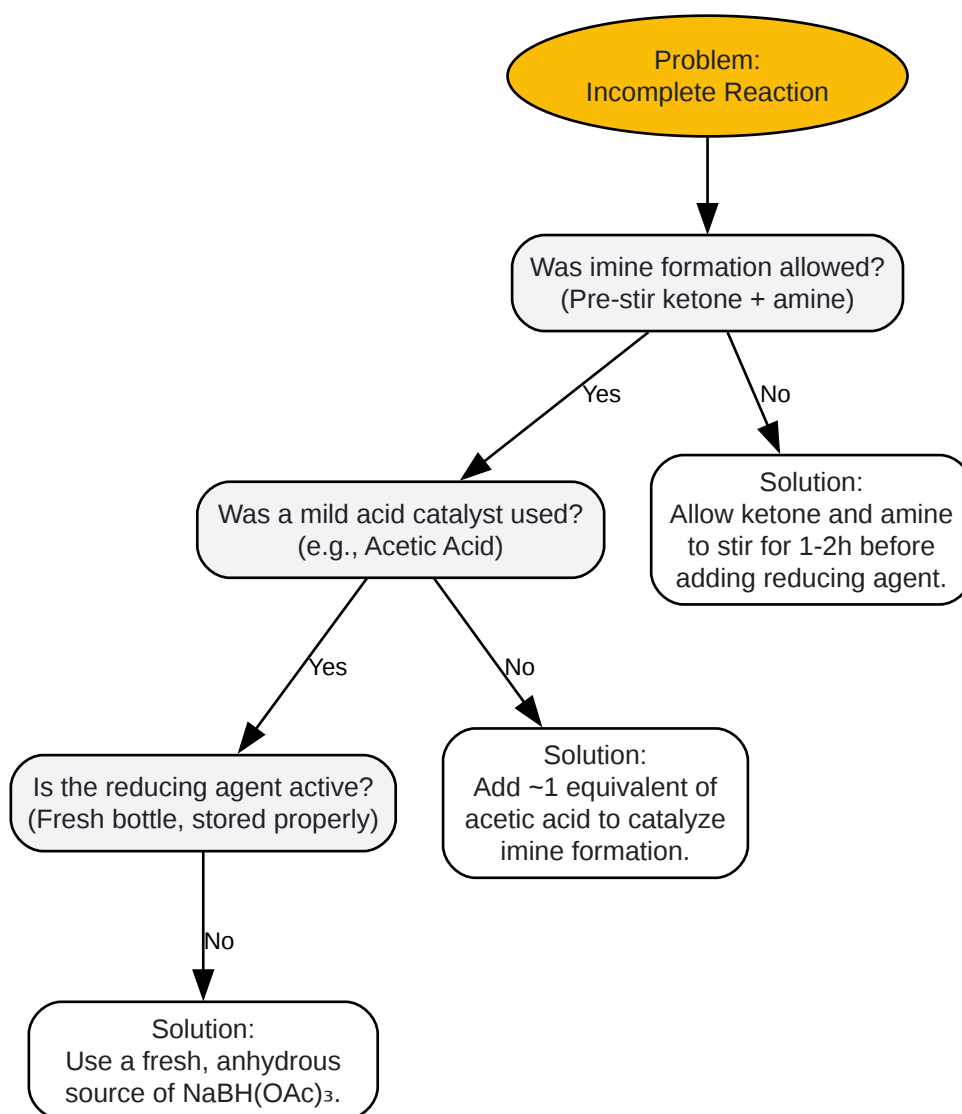 Problem:
Incomplete Reaction
Was imine formation allowed?
(Pre-stir ketone + amine)
Yes
No
Was a mild acid catalyst used?
(e.g., Acetic Acid)
Solution:
Allow ketone and amine
to stir for 1-2h before
adding reducing agent.
Yes
No
Is the reducing agent active?
(Fresh bottle, stored properly)
Solution:
Add ~1 equivalent of
acetic acid to catalyze
imine formation.
No
Solution:
Use a fresh, anhydrous
source of NaBH(OAc)₃.